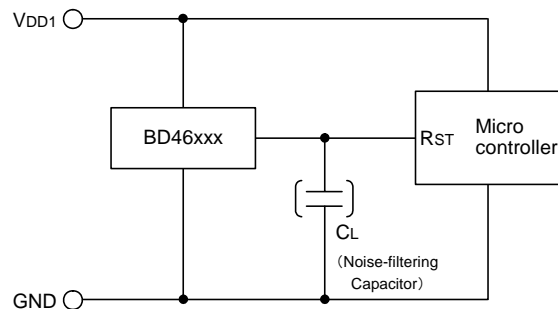 VDD1
BD46xxx
RST
Micro
controller
CL
（Noise-filtering
Capacitor）
GND